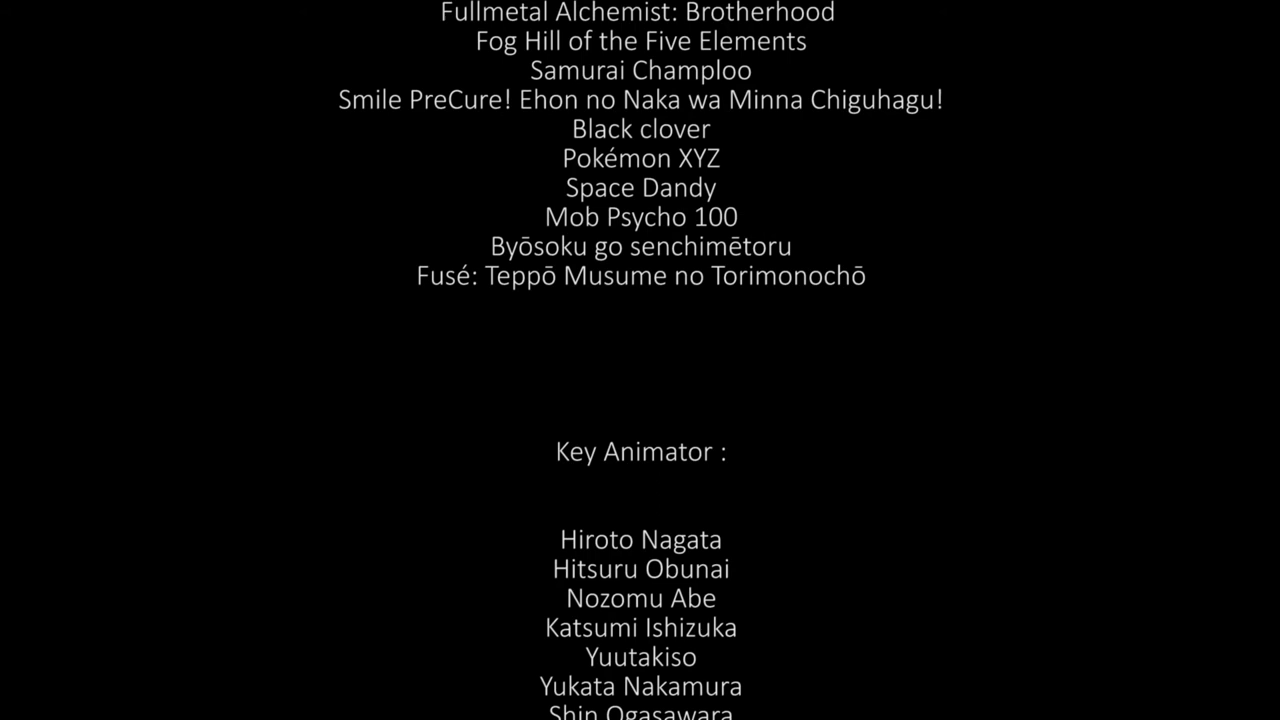 Fullmetal Alchemist: Brotherhood
Fog Hill of the Five Elements
Samurai Champloo
Smile PreCure! Ehon no Naka wa Minna Chiguhagu!
Black clover
Pokémon XYZ
Space Dandy
Mob Psycho 100
Byōsoku go senchimētoru
Fusé: Teppō Musume no Torimonochō
Key Animator :
Hiroto Nagata
Hitsuru Obunai
Nozomu Abe
Katsumi Ishizuka
Yuutakiso
Yukata Nakamura
Shin Ogasawara